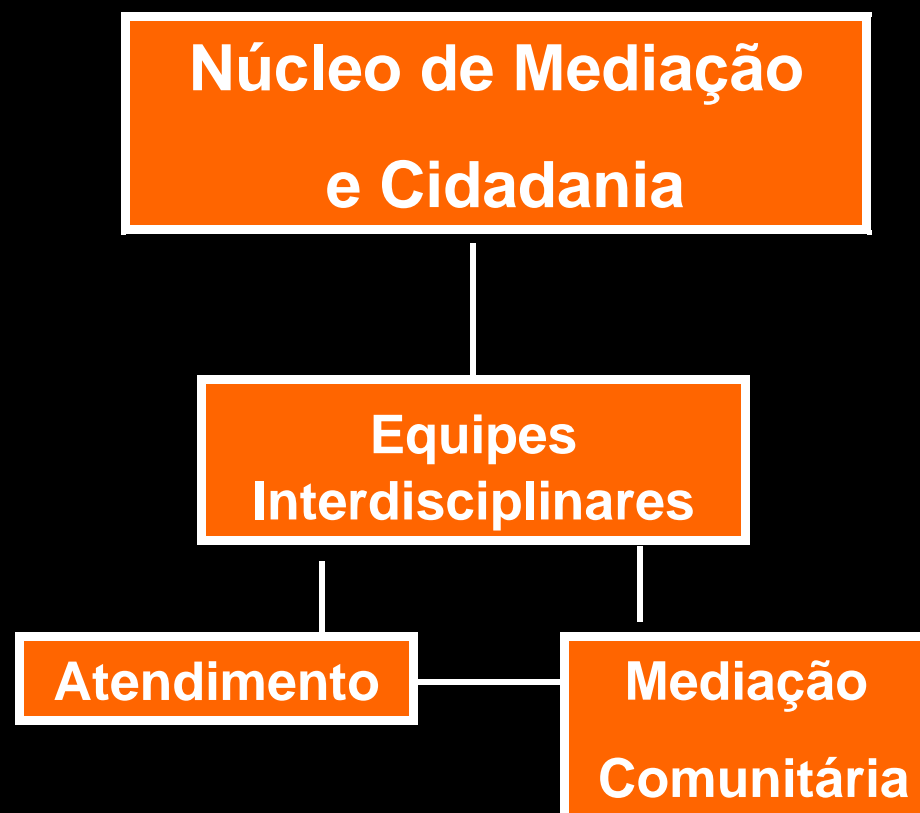 Núcleo de Mediação
e Cidadania
Equipes
Interdisciplinares
Atendimento
Mediação
Comunitária